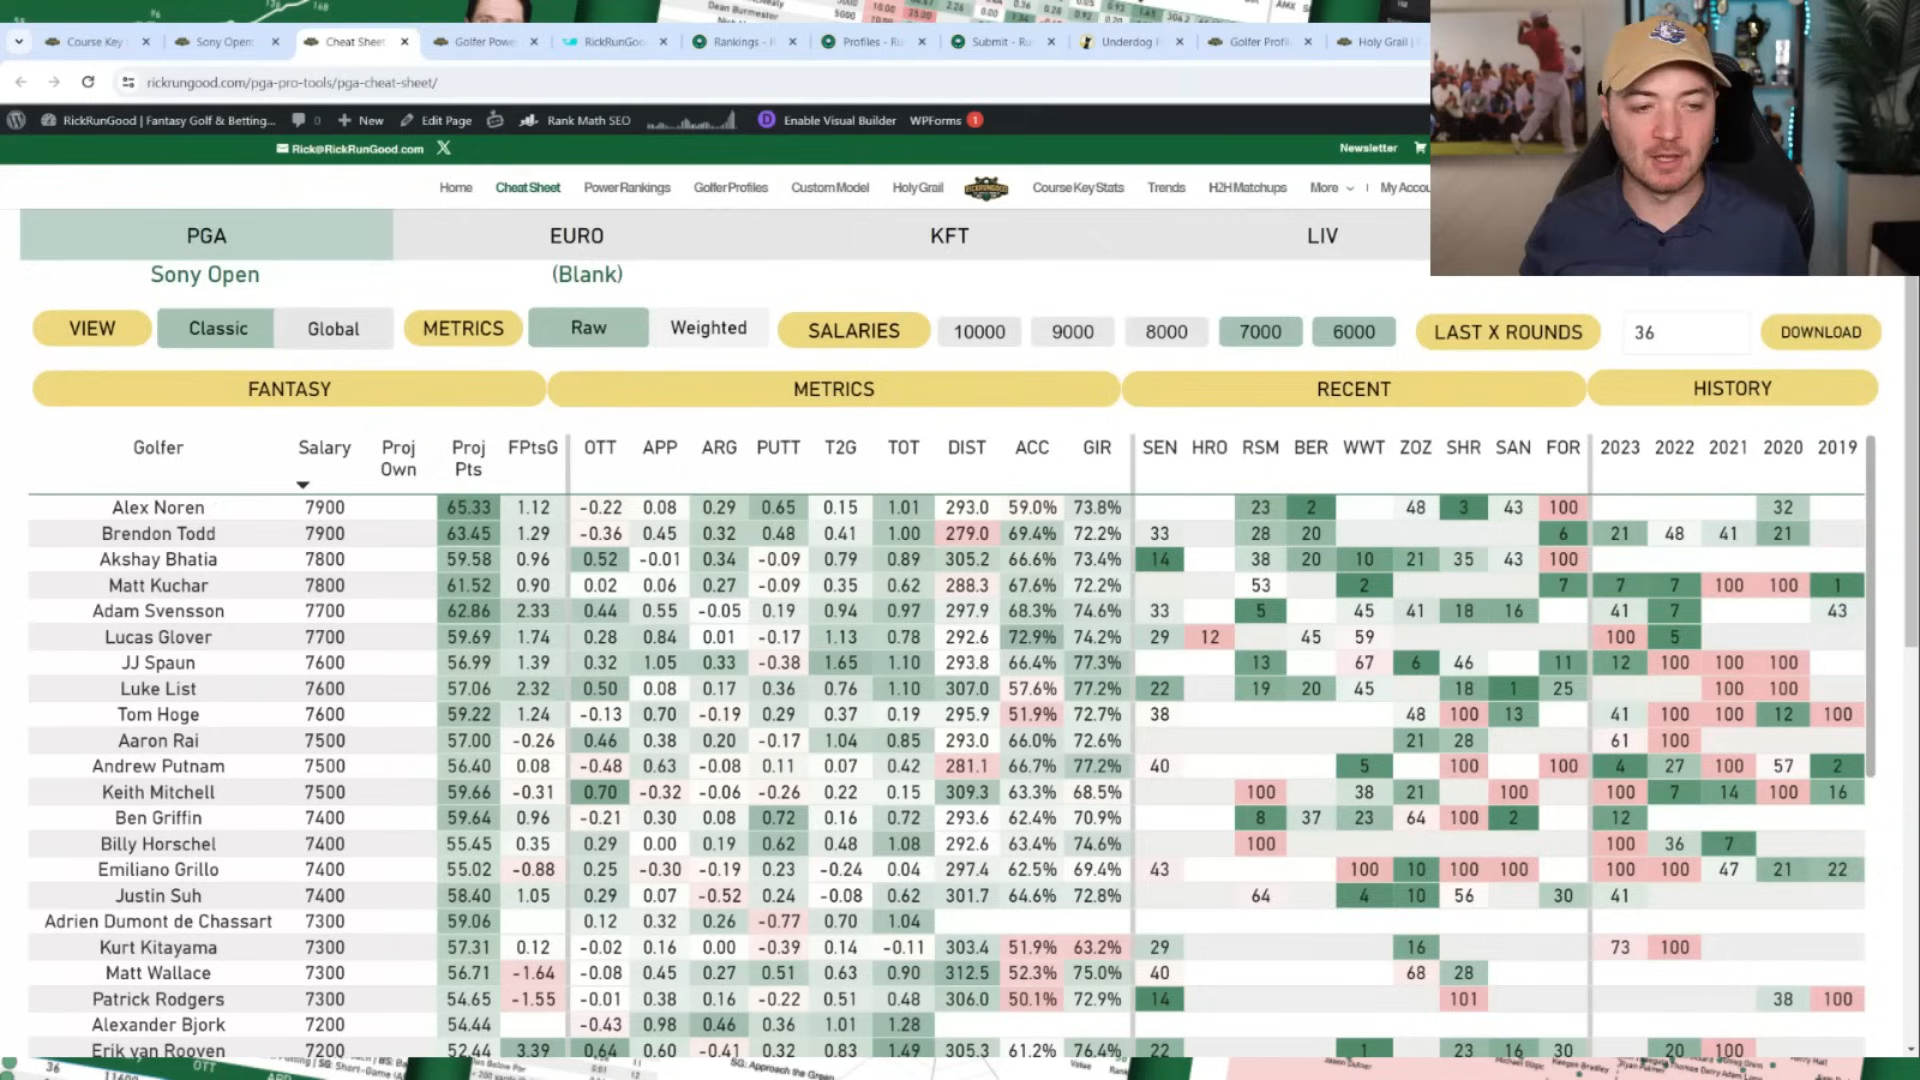 Course Key
Sony Open:
Cheat Sheet
Golfer Powe
RickRunGoo
Rankings - R
Profiles - Ru
Submit - Ru
Underdog F
Golfer Profil
Holy Grail |
rickrungood.com/pga-pro-tools/pga-cheat-sheet/
RickRunGood | Fantasy Golf & Betting... 0 New Edit Page Rank Math SEO Enable Visual Builder WPForms 1
Rick@RickRunGood.com Newsletter
Home Cheat Sheet Power Rankings Golfer Profiles Custom Model Holy Grail RICKRUNGOOD Course Key Stats Trends H2H Matchups More My Accou
PGA EURO KFT LIV
Sony Open (Blank)
VIEW Classic Global METRICS Raw Weighted SALARIES 10000 9000 8000 7000 6000 LAST X ROUNDS 36 DOWNLOAD
FANTASY METRICS RECENT HISTORY
Golfer Salary Proj Own Proj Pts FPtsG OTT APP ARG PUTT T2G TOT DIST ACC GIR SEN HRO RSM BER WWT ZOZ SHR SAN FOR 2023 2022 2021 2020 2019
Alex Noren 7900 65.33 1.12 -0.22 0.08 0.29 0.65 0.15 1.01 293.0 59.0% 73.8% 23 2 48 3 43 100 32
Brendon Todd 7900 63.45 1.29 -0.36 0.45 0.32 0.48 0.41 1.00 279.0 69.4% 72.2% 33 28 20 6 21 48 41 21
Akshay Bhatia 7800 59.58 0.96 0.52 -0.01 0.34 -0.09 0.79 0.89 305.2 66.6% 73.4% 14 38 20 10 21 35 43 100
Matt Kuchar 7800 61.52 0.90 0.02 0.06 0.27 -0.09 0.35 0.62 288.3 67.6% 72.2% 53 2 7 7 7 100 100 1
Adam Svensson 7700 62.86 2.33 0.44 0.55 -0.05 0.19 0.94 0.97 297.9 68.3% 74.6% 33 5 45 41 18 16 41 7 43
Lucas Glover 7700 59.69 1.74 0.28 0.84 0.01 -0.17 1.13 0.78 292.6 72.9% 74.2% 29 12 45 59 100 5
JJ Spaun 7600 56.99 1.39 0.32 1.05 0.33 -0.38 1.65 1.10 293.8 66.4% 77.3% 13 67 6 46 11 12 100 100 100
Luke List 7600 57.06 2.32 0.50 0.08 0.17 0.36 0.76 1.10 307.0 57.6% 77.2% 22 19 20 45 18 1 25 100 100
Tom Hoge 7600 59.22 1.24 -0.13 0.70 -0.19 0.29 0.37 0.19 295.9 51.9% 72.7% 38 48 100 13 41 100 100 12 100
Aaron Rai 7500 57.00 -0.26 0.46 0.38 0.20 -0.17 1.04 0.85 293.0 66.0% 72.6% 21 28 61 100
Andrew Putnam 7500 56.40 0.08 -0.48 0.63 -0.08 0.11 0.07 0.42 281.1 66.7% 77.2% 40 5 100 100 4 27 100 57 2
Keith Mitchell 7500 59.66 -0.31 0.70 -0.32 -0.06 -0.26 0.22 0.15 309.3 63.3% 68.5% 100 38 21 100 100 7 14 100 16
Ben Griffin 7400 59.64 0.96 -0.21 0.30 0.08 0.72 0.16 0.72 293.6 62.4% 70.9% 8 37 23 64 100 2 12
Billy Horschel 7400 55.45 0.35 0.29 0.00 0.19 0.62 0.48 1.08 292.6 63.4% 74.6% 100 100 36 7
Emiliano Grillo 7400 55.02 -0.88 0.25 -0.30 -0.19 0.23 -0.24 0.04 297.4 62.5% 69.4% 43 100 10 100 100 100 100 47 21 22
Justin Suh 7400 58.40 1.05 0.29 0.07 -0.52 0.24 -0.08 0.62 301.7 64.6% 72.8% 64 4 10 56 30 41
Adrien Dumont de Chassart 7300 59.06 0.12 0.32 0.26 -0.77 0.70 1.04
Kurt Kitayama 7300 57.31 0.12 -0.02 0.16 0.00 -0.39 0.14 -0.11 303.4 51.9% 63.2% 29 16 73 100
Matt Wallace 7300 56.71 -1.64 -0.08 0.45 0.27 0.51 0.63 0.90 312.5 52.3% 75.0% 40 68 28
Patrick Rodgers 7300 54.65 -1.55 -0.01 0.38 0.16 -0.22 0.51 0.48 306.0 50.1% 72.9% 14 101 38 100
Alexander Bjork 7200 54.44 -0.43 0.98 0.46 0.36 1.01 1.28
Erik van Rooyen 7200 52.44 3.39 0.64 0.60 -0.41 0.32 0.83 1.49 305.3 61.2% 76.4% 22 1 23 16 30 20 100